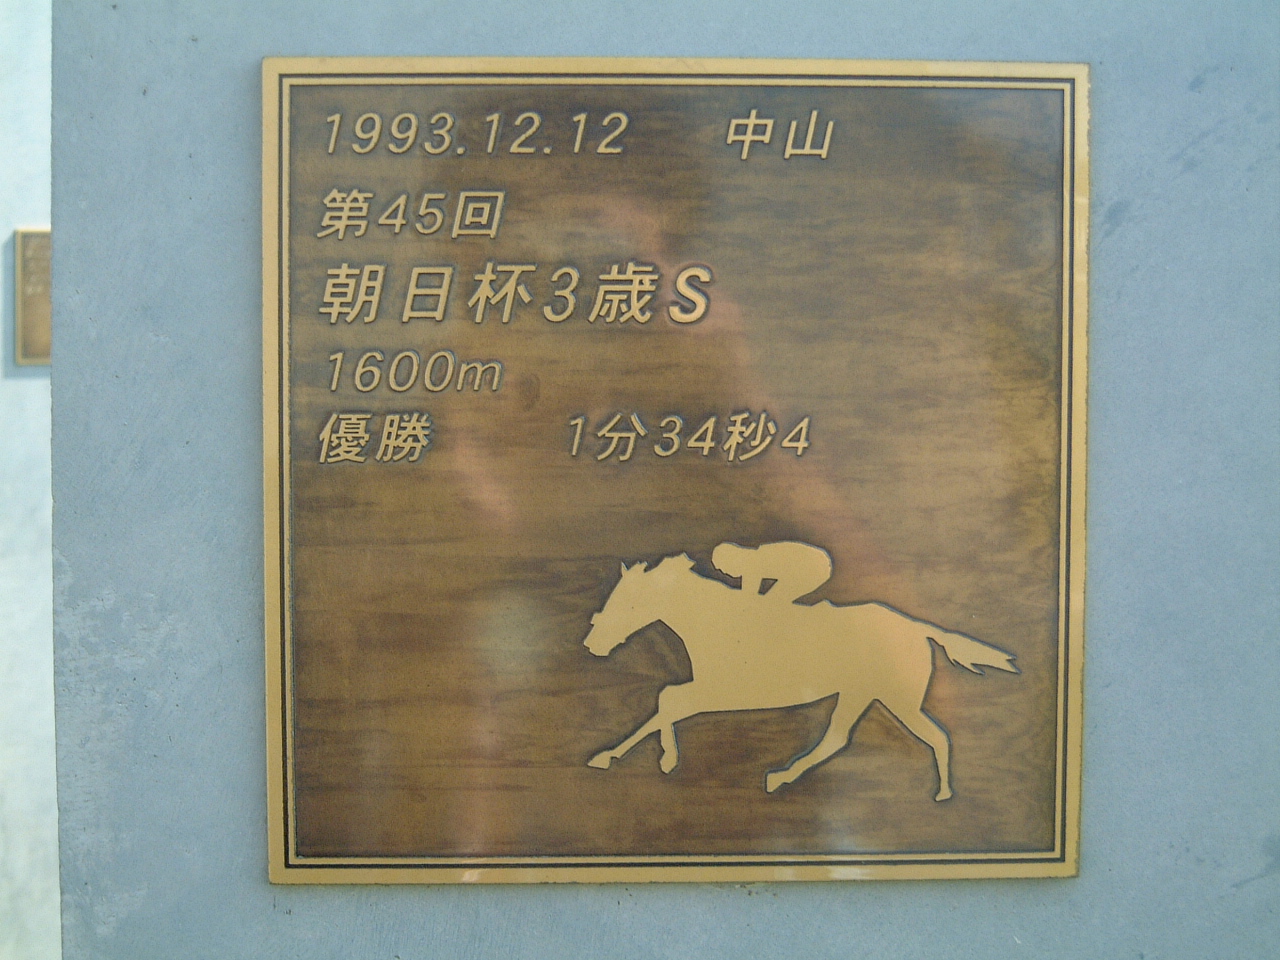 1993.12.12 中山
第45回
朝日杯3歳S
1600m
優勝 1分34秒4